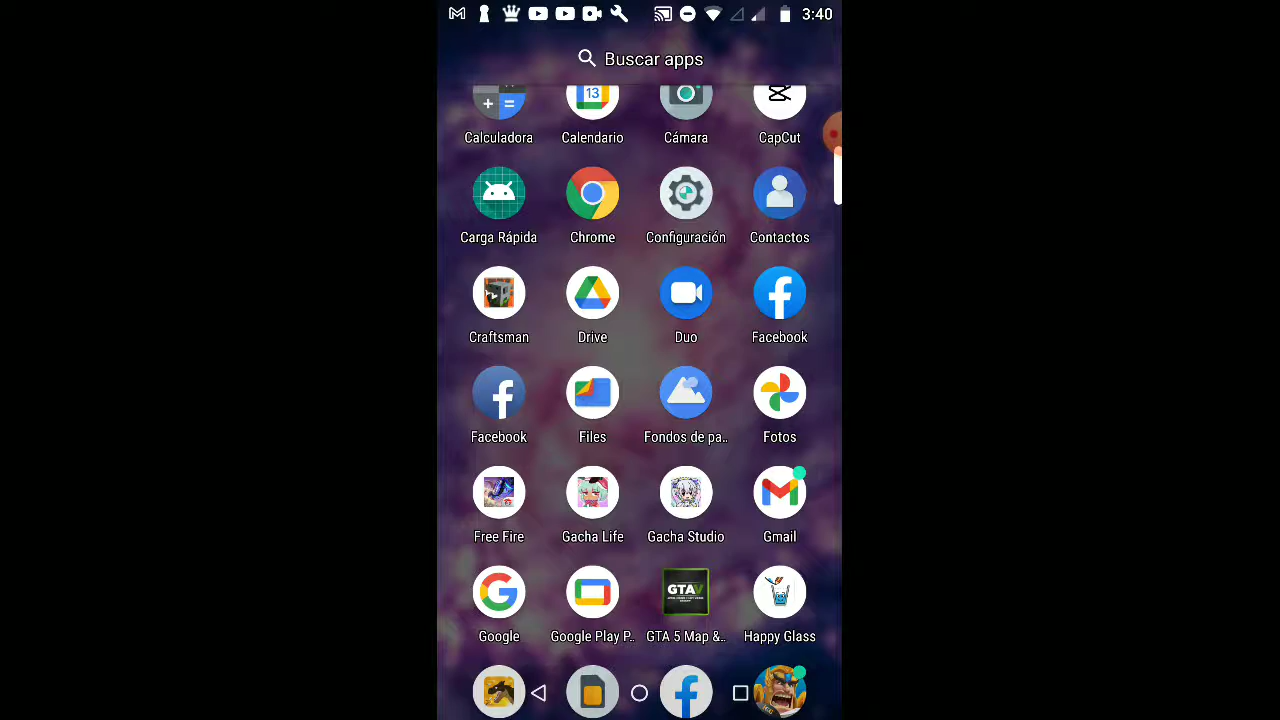 3:40
Buscar apps
13
Calculadora Calendario Cámara CapCut
Carga Rápida Chrome Configuración Contactos
Craftsman Drive Duo Facebook
Facebook Files Fondos de pa.. Fotos
Free Fire Gacha Life Gacha Studio Gmail
GTAV
Google Google Play P.. GTA 5 Map &.. Happy Glass